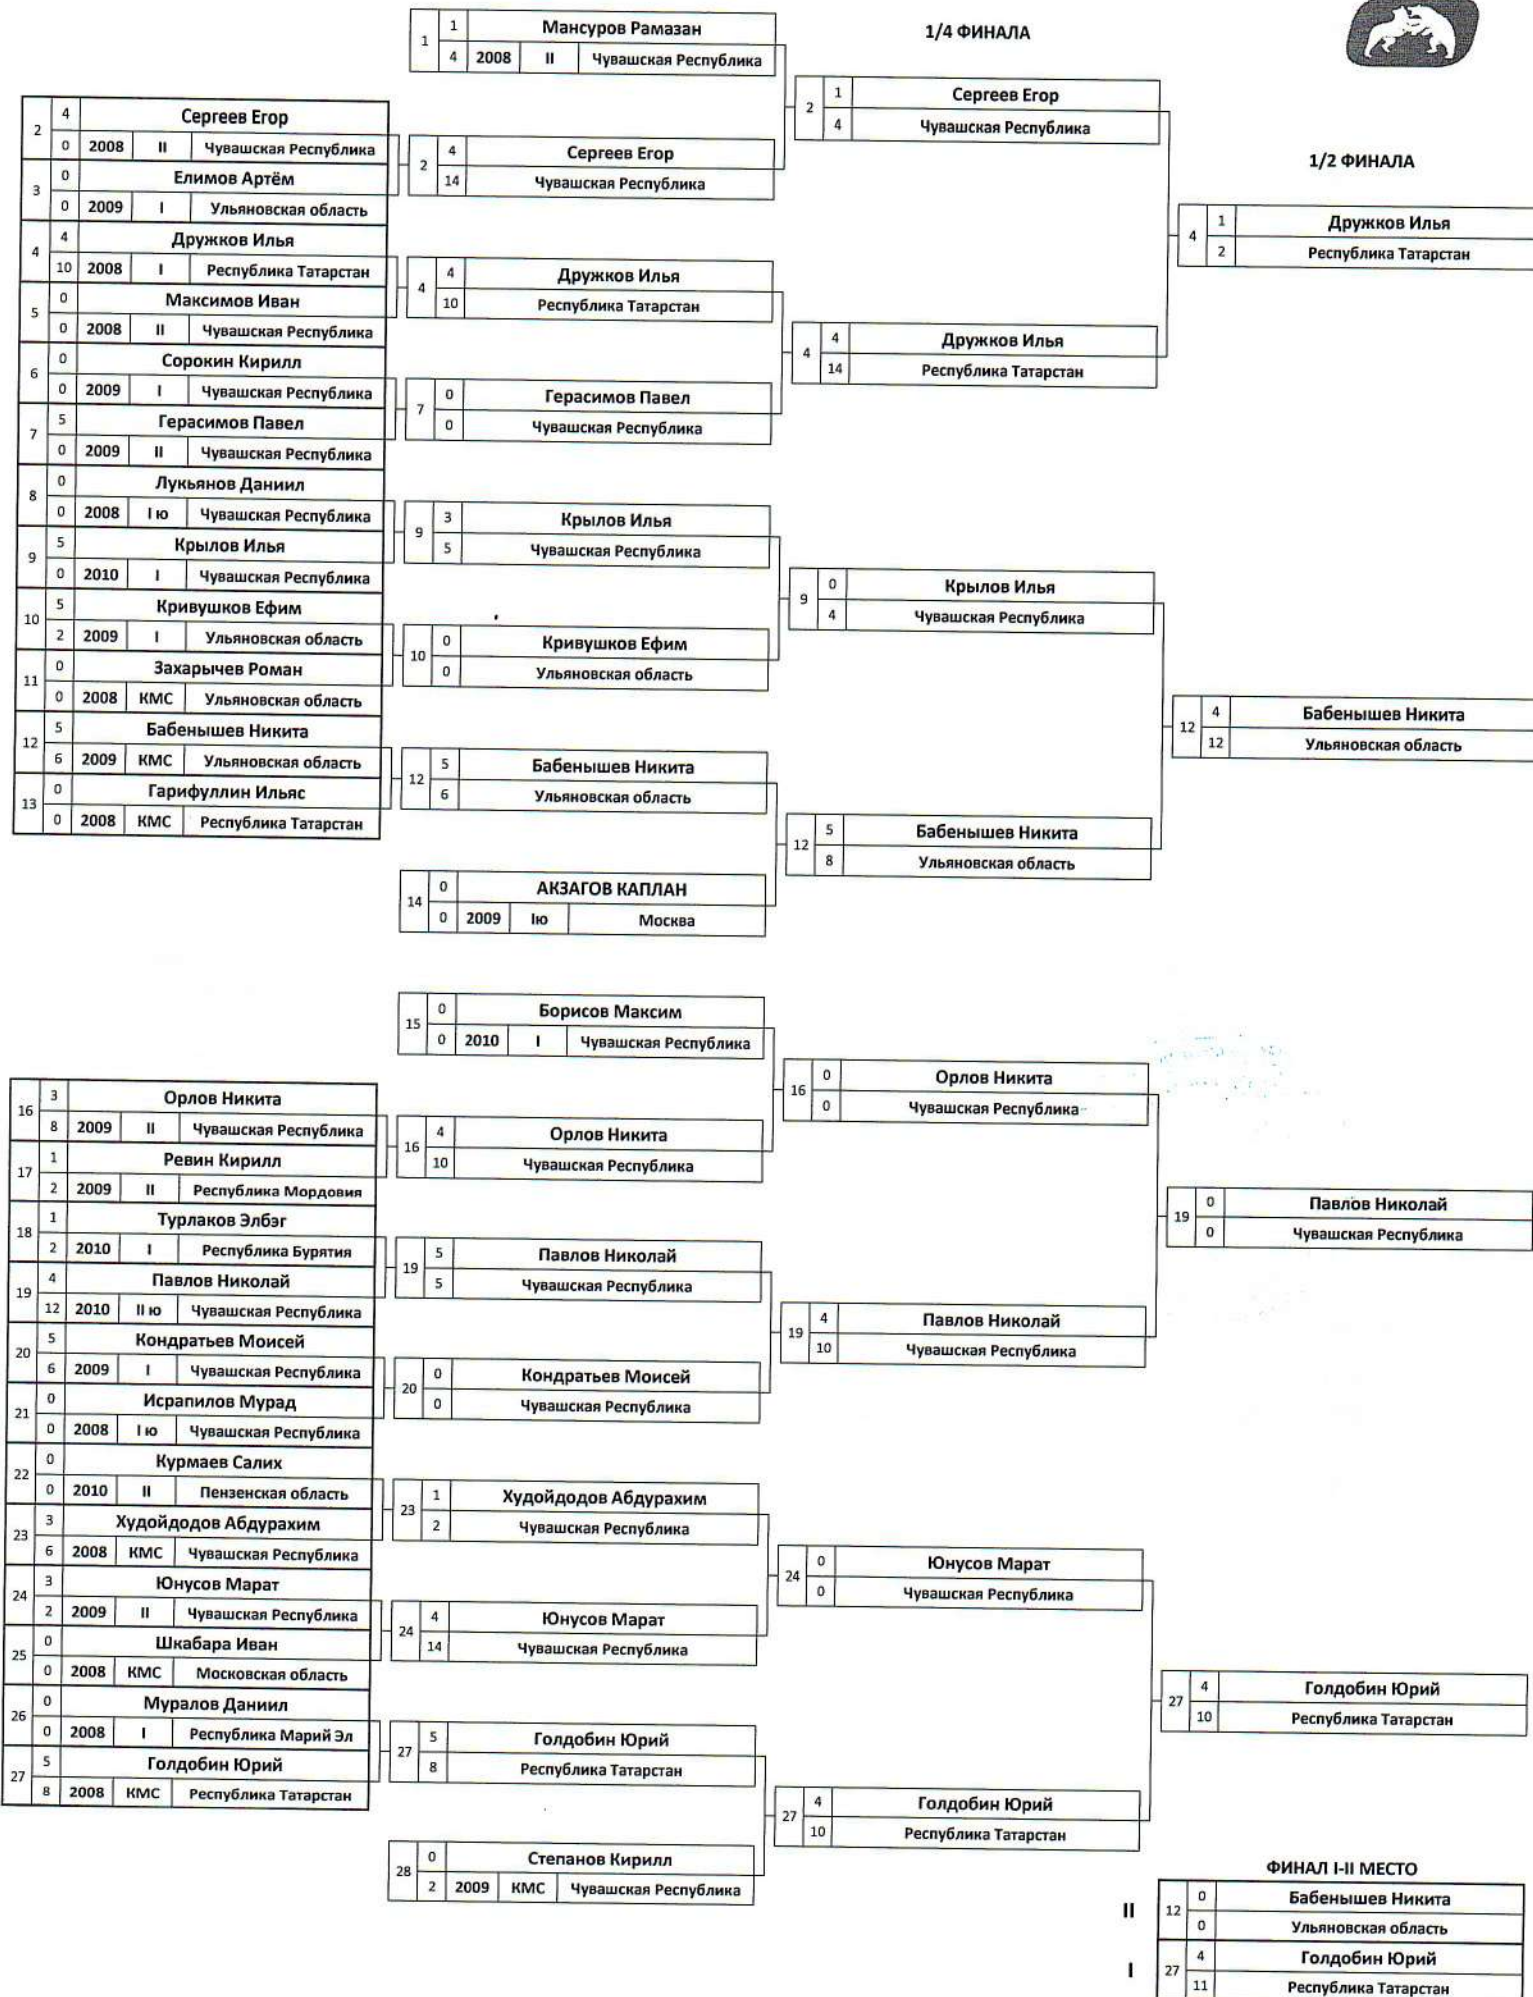 1 1 Мансуров Рамазан
4 2008 II Чувашская Республика
1/4 ФИНАЛА
2 4 Сергеев Егор
0 2008 II Чувашская Республика
3 0 Елимов Артём
0 2009 I Ульяновская область
4 4 Дружков Илья
10 2008 I Республика Татарстан
5 0 Максимов Иван
0 2008 II Чувашская Республика
6 0 Сорокин Кирилл
0 2009 I Чувашская Республика
7 5 Герасимов Павел
0 2009 II Чувашская Республика
8 0 Лукьянов Даниил
0 2008 I ю Чувашская Республика
9 5 Крылов Илья
0 2010 I Чувашская Республика
10 5 Кривушков Ефим
2 2009 I Ульяновская область
11 0 Захарычев Роман
0 2008 КМС Ульяновская область
12 5 Бабенышев Никита
6 2009 КМС Ульяновская область
13 0 Гарифуллин Ильяс
0 2008 КМС Республика Татарстан
2 4 Сергеев Егор
14 Чувашская Республика
4 4 Дружков Илья
10 Республика Татарстан
7 0 Герасимов Павел
0 Чувашская Республика
9 3 Крылов Илья
5 Чувашская Республика
10 0 Кривушков Ефим
0 Ульяновская область
12 5 Бабенышев Никита
6 Ульяновская область
14 0 АКЗАГОВ КАПЛАН
0 2009 Iю Москва
2 1 Сергеев Егор
4 Чувашская Республика
4 4 Дружков Илья
14 Республика Татарстан
9 0 Крылов Илья
4 Чувашская Республика
12 5 Бабенышев Никита
8 Ульяновская область
1/2 ФИНАЛА
4 1 Дружков Илья
2 Республика Татарстан
12 4 Бабенышев Никита
12 Ульяновская область
15 0 Борисов Максим
0 2010 I Чувашская Республика
16 3 Орлов Никита
8 2009 II Чувашская Республика
17 1 Ревин Кирилл
2 2009 II Республика Мордовия
18 1 Турлаков Элбэг
2 2010 I Республика Бурятия
19 4 Павлов Николай
12 2010 II ю Чувашская Республика
20 5 Кондратьев Моисей
6 2009 I Чувашская Республика
21 0 Исрапилов Мурад
0 2008 I ю Чувашская Республика
22 0 Курмаев Салих
0 2010 II Пензенская область
23 3 Худойдодов Абдурахим
6 2008 КМС Чувашская Республика
24 3 Юнусов Марат
2 2009 II Чувашская Республика
25 0 Шкабара Иван
0 2008 КМС Московская область
26 0 Муралов Даниил
0 2008 I Республика Марий Эл
27 5 Голдобин Юрий
8 2008 КМС Республика Татарстан
16 4 Орлов Никита
10 Чувашская Республика
19 5 Павлов Николай
5 Чувашская Республика
20 0 Кондратьев Моисей
0 Чувашская Республика
23 1 Худойдодов Абдурахим
2 Чувашская Республика
24 4 Юнусов Марат
14 Чувашская Республика
27 5 Голдобин Юрий
8 Республика Татарстан
28 0 Степанов Кирилл
2 2009 КМС Чувашская Республика
16 0 Орлов Никита
0 Чувашская Республика
19 4 Павлов Николай
10 Чувашская Республика
24 0 Юнусов Марат
0 Чувашская Республика
27 4 Голдобин Юрий
10 Республика Татарстан
19 0 Павлов Николай
0 Чувашская Республика
27 4 Голдобин Юрий
10 Республика Татарстан
ФИНАЛ I-II МЕСТО
II 12 0 Бабенышев Никита
0 Ульяновская область
I 27 4 Голдобин Юрий
11 Республика Татарстан